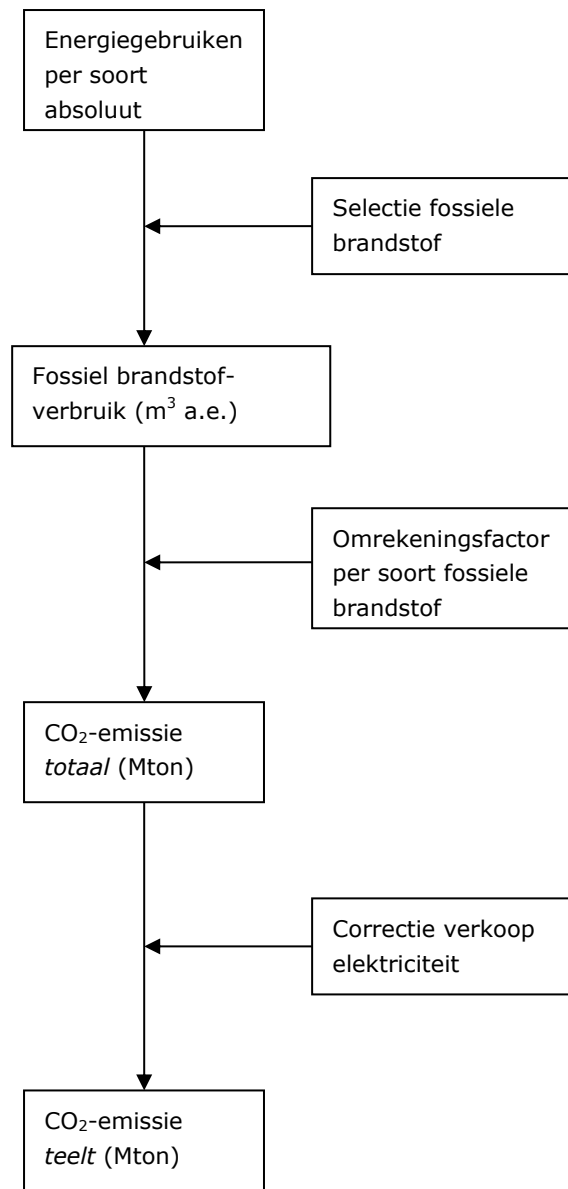 Energiegebruiken
per soort
absoluut
Selectie fossiele
brandstof
Fossiel brandstof-
verbruik (m³ a.e.)
Omrekeningsfactor
per soort fossiele
brandstof
CO₂-emissie
totaal (Mton)
Correctie verkoop
elektriciteit
CO₂-emissie
teelt (Mton)